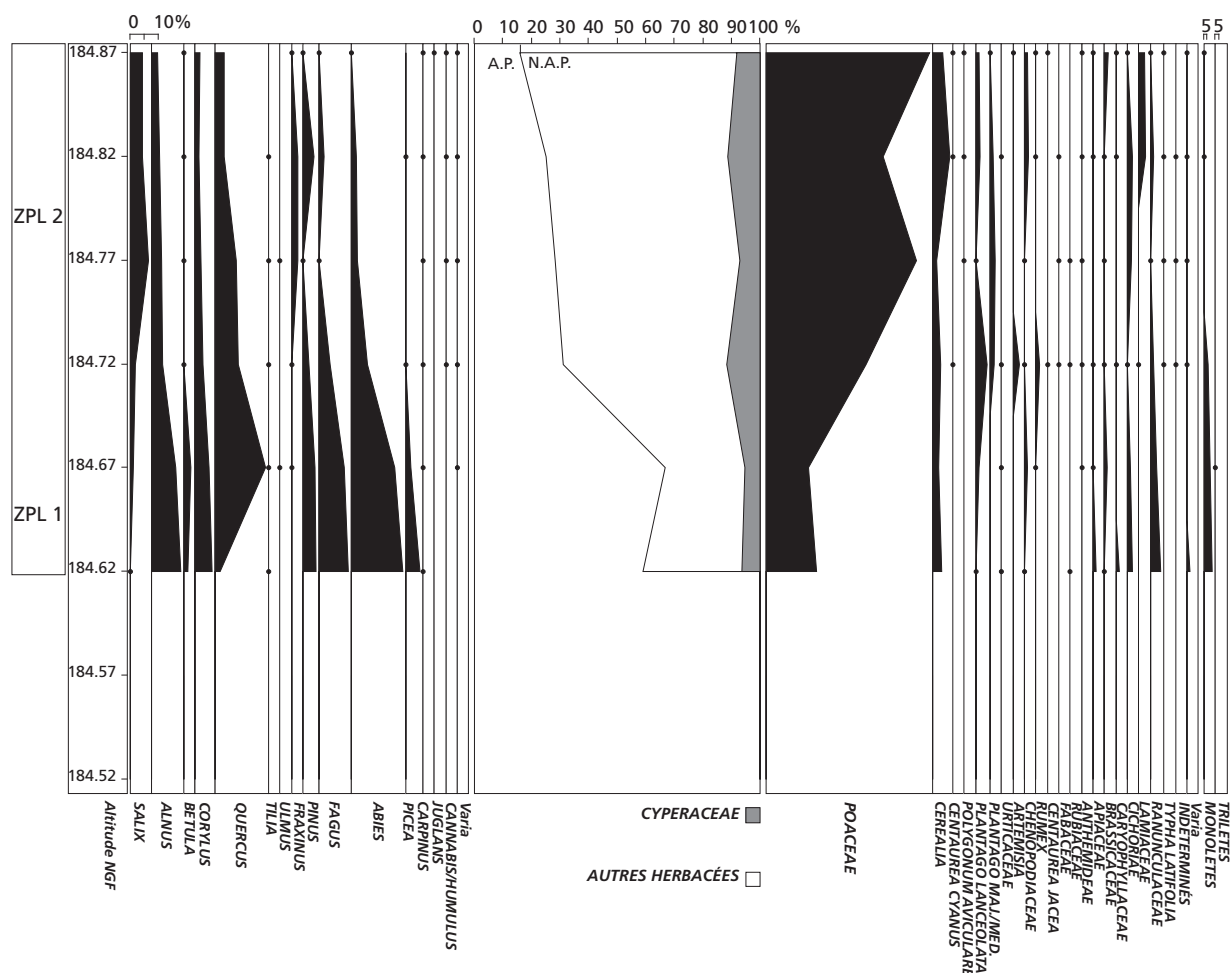 0 10%
0 10 20 30 40 50 60 70 80 90 100 %
5 5
A.P. N.A.P.
184.87
184.82
ZPL 2
184.77
184.72
184.67
ZPL 1
184.62
184.57
184.52
Altitude NGF
SALIX
ALNUS
BETULA
CORYLUS
QUERCUS
TILIA
ULMUS
FRAXINUS
PINUS
FAGUS
ABIES
PICEA
CARPINUS
JUGLANS
CANNABIS/HUMULUS
Varia
CYPERACEAE
AUTRES HERBACÉES
POACEAE
CEREALIA
CENTAUREA CYANUS
POLYGONUM AVICULARE
PLANTAGO LANCEOLATA
PLANTAGO MAJ./MED.
URTICACEAE
ARTEMISIA
CHENOPODIACEAE
RUMEX
CENTAUREA JACEA
FABACEAE
RUBIACEAE
ANTHEMIDEAE
APIACEAE
BRASSICACEAE
CARYOPHYLLACEAE
CICHORIAE
LAMIACEAE
RANUNCULACEAE
TYPHA LATIFOLIA
INDETERMINÉS
Varia
MONOLETES
TRILETES